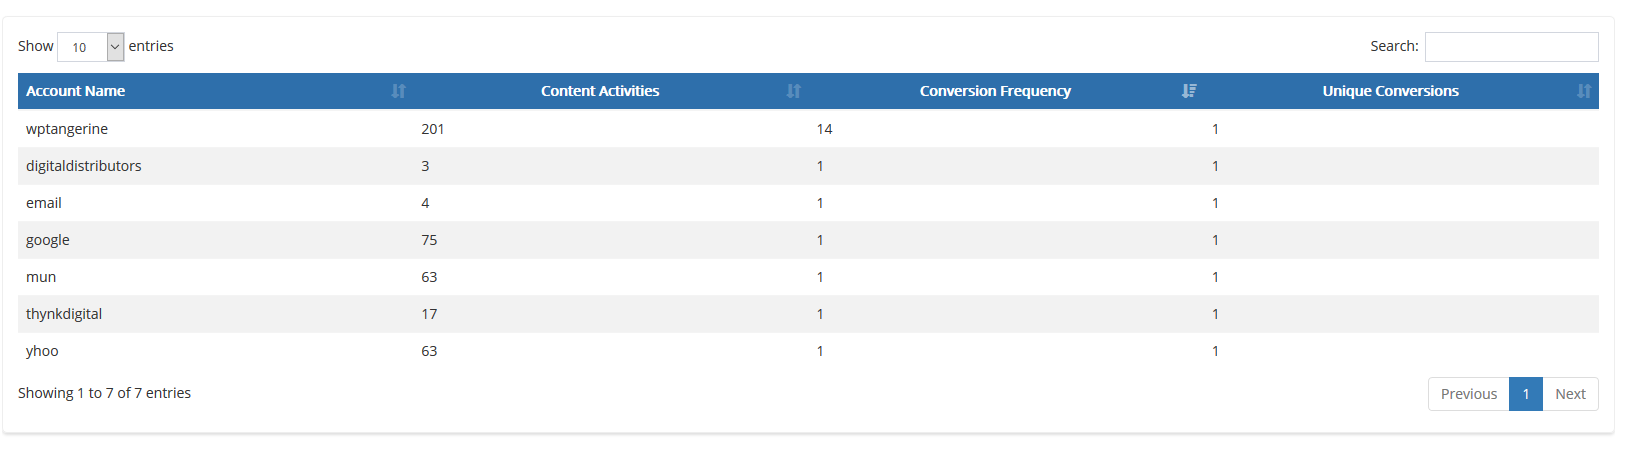 Show 10 entries Search:
Account Name Content Activities Conversion Frequency Unique Conversions
wptangerine 201 14 1
digitaldistributors 3 1 1
email 4 1 1
google 75 1 1
mun 63 1 1
thynkdigital 17 1 1
yhoo 63 1 1
Showing 1 to 7 of 7 entries Previous 1 Next